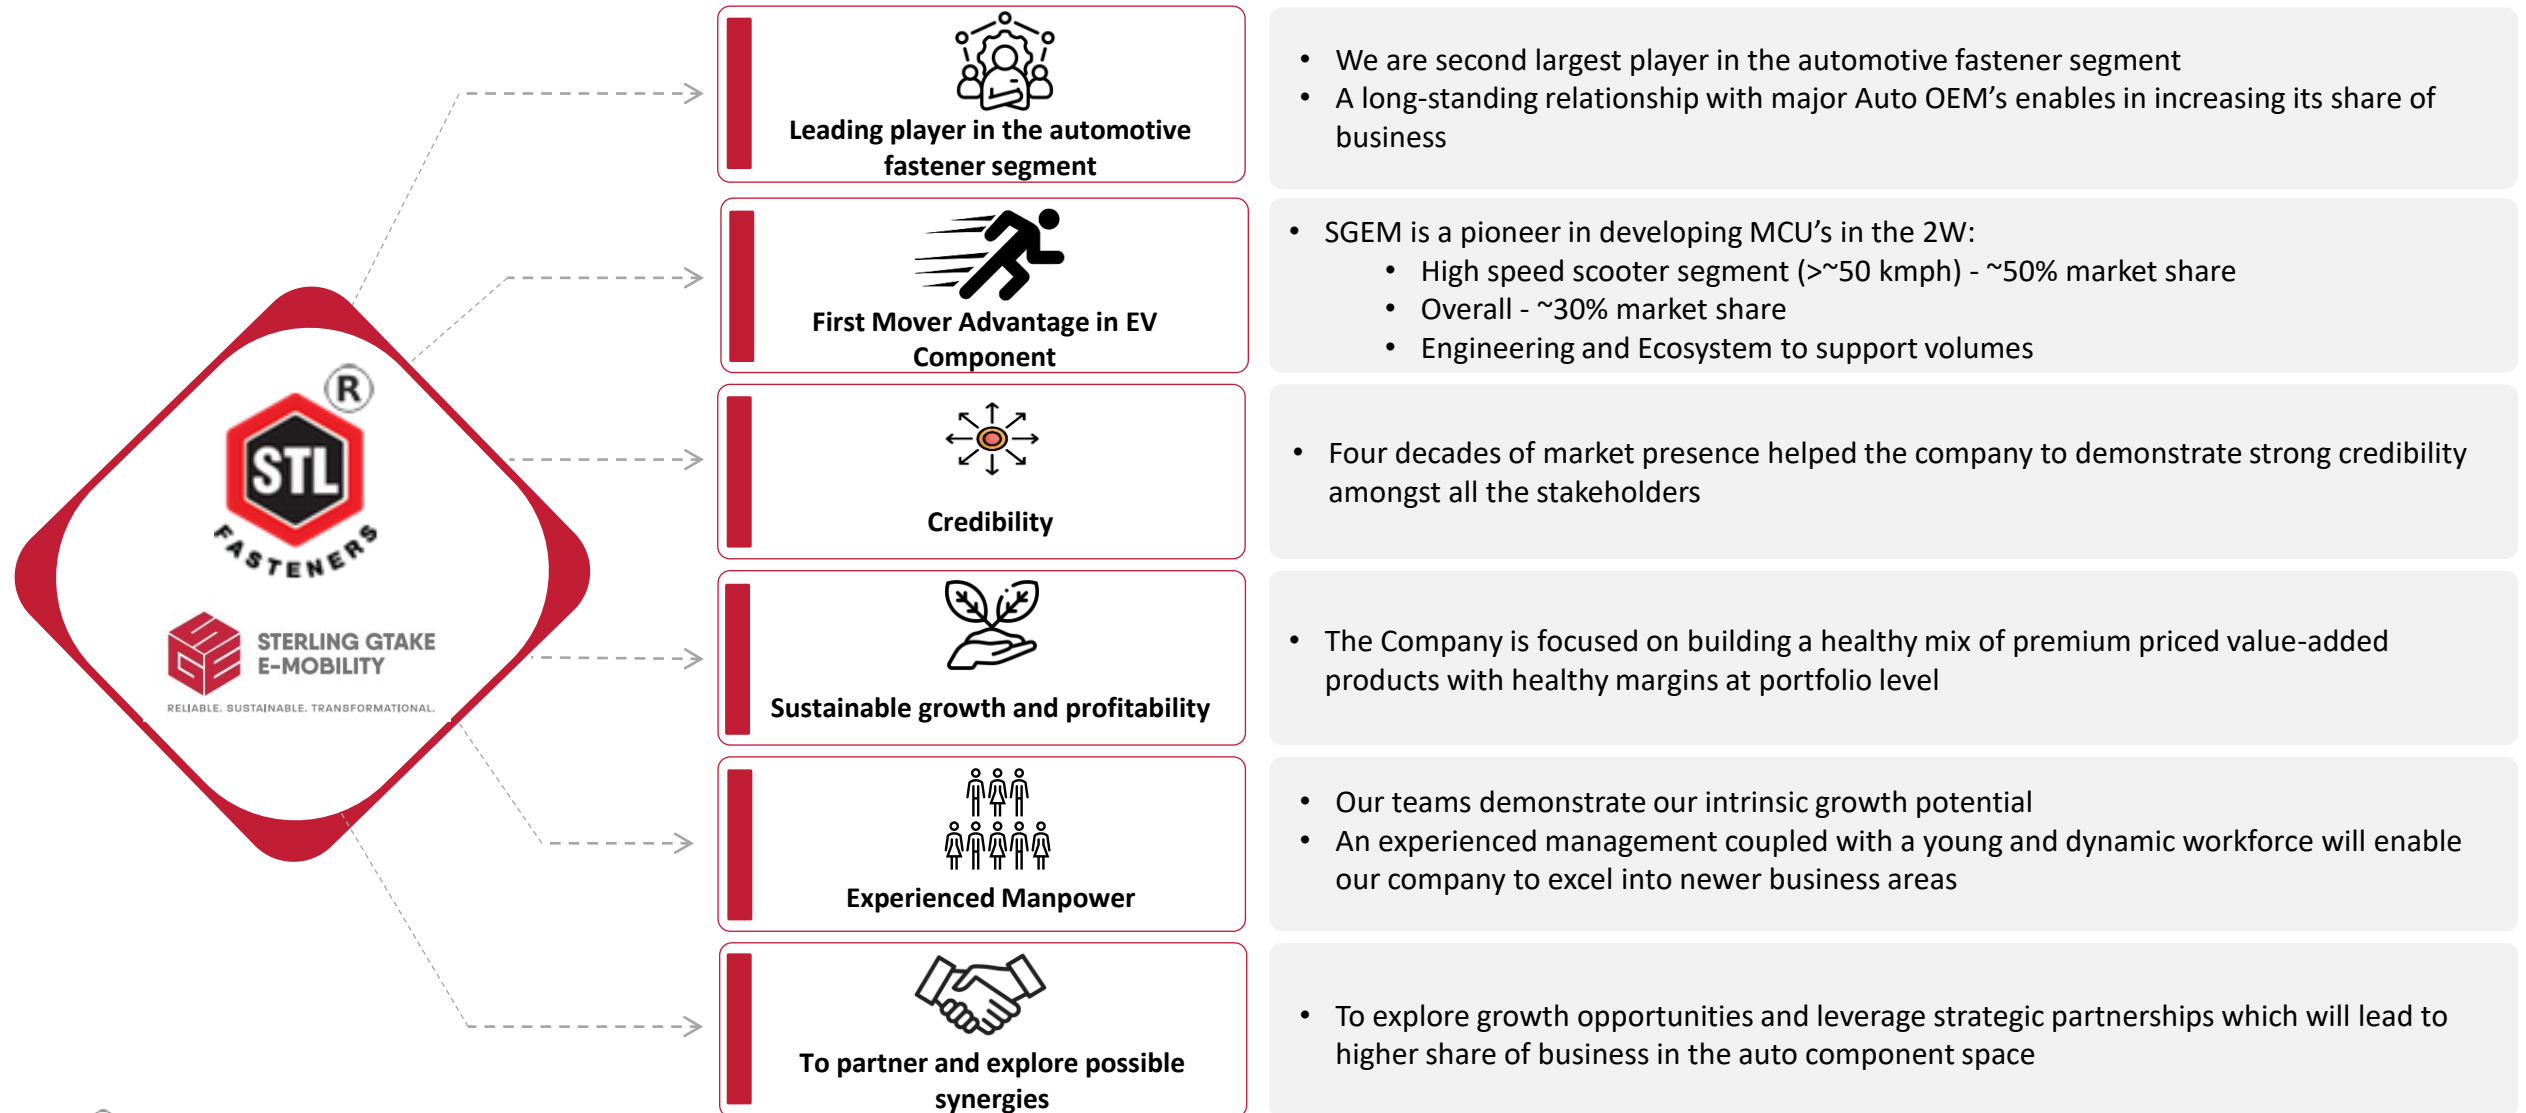 Leading player in the automotive
fastener segment
• We are second largest player in the automotive fastener segment
• A long-standing relationship with major Auto OEM’s enables in increasing its share of
business
First Mover Advantage in EV
Component
• SGEM is a pioneer in developing MCU’s in the 2W:
• High speed scooter segment (>~50 kmph) - ~50% market share
• Overall - ~30% market share
• Engineering and Ecosystem to support volumes
®
STL
FASTENERS
SGE
STERLING GTAKE
E-MOBILITY
RELIABLE. SUSTAINABLE. TRANSFORMATIONAL.
Credibility
• Four decades of market presence helped the company to demonstrate strong credibility
amongst all the stakeholders
Sustainable growth and profitability
• The Company is focused on building a healthy mix of premium priced value-added
products with healthy margins at portfolio level
Experienced Manpower
• Our teams demonstrate our intrinsic growth potential
• An experienced management coupled with a young and dynamic workforce will enable
our company to excel into newer business areas
To partner and explore possible
synergies
• To explore growth opportunities and leverage strategic partnerships which will lead to
higher share of business in the auto component space